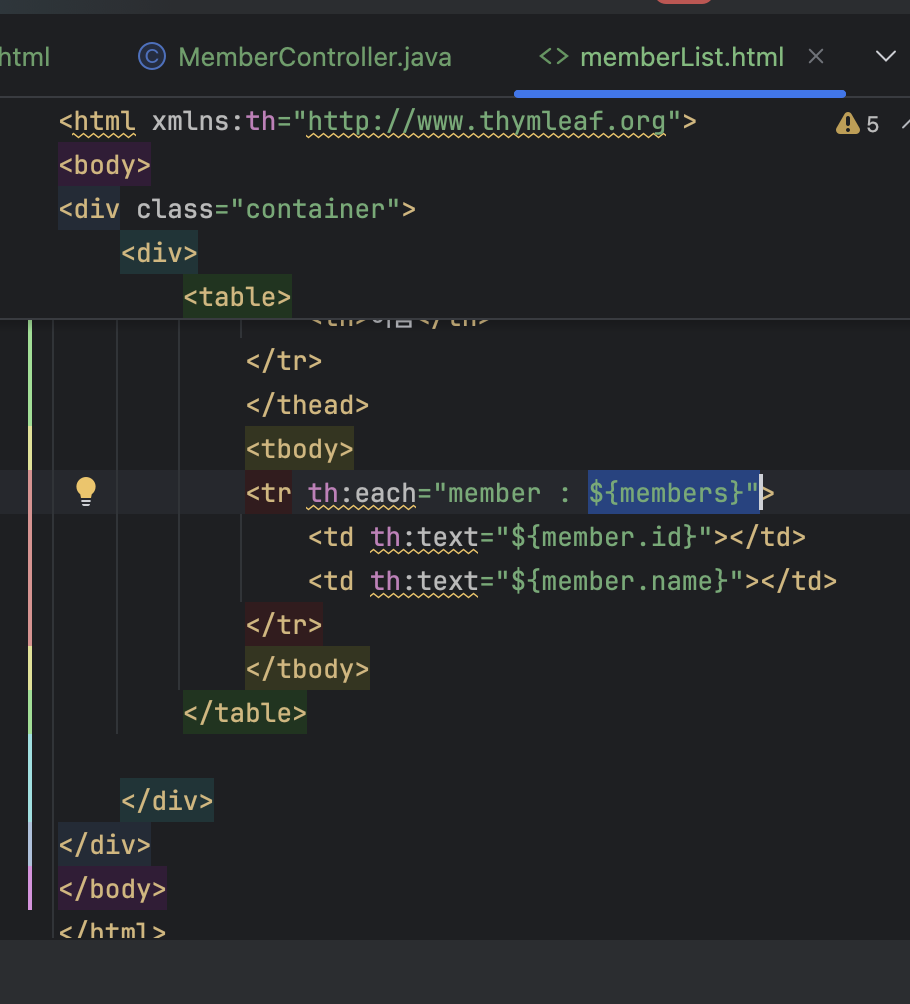 html
MemberController.java
<> memberList.html
<html xmlns:th="http://www.thymleaf.org">
5
<body>
<div class="container">
<div>
<table>
</tr>
</thead>
<tbody>
<tr th:each="member : ${members}">
<td th:text="${member.id}"></td>
<td th:text="${member.name}"></td>
</tr>
</tbody>
</table>
</div>
</div>
</body>
</html>